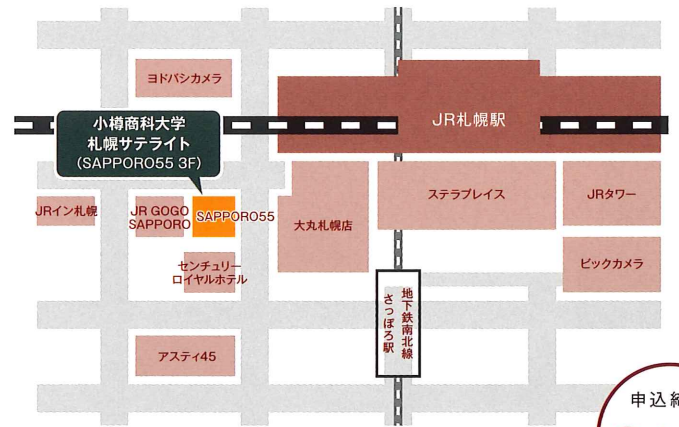 ヨドバシカメラ
小樽商科大学
札幌サテライト
(SAPPORO55 3F)
JR札幌駅
JRイン札幌
JR GOGO
SAPPORO
SAPPORO55
大丸札幌店
ステラプレイス
JRタワー
センチュリー
ロイヤルホテル
ビックカメラ
地下鉄南北線
さっぽろ駅
アスティ45